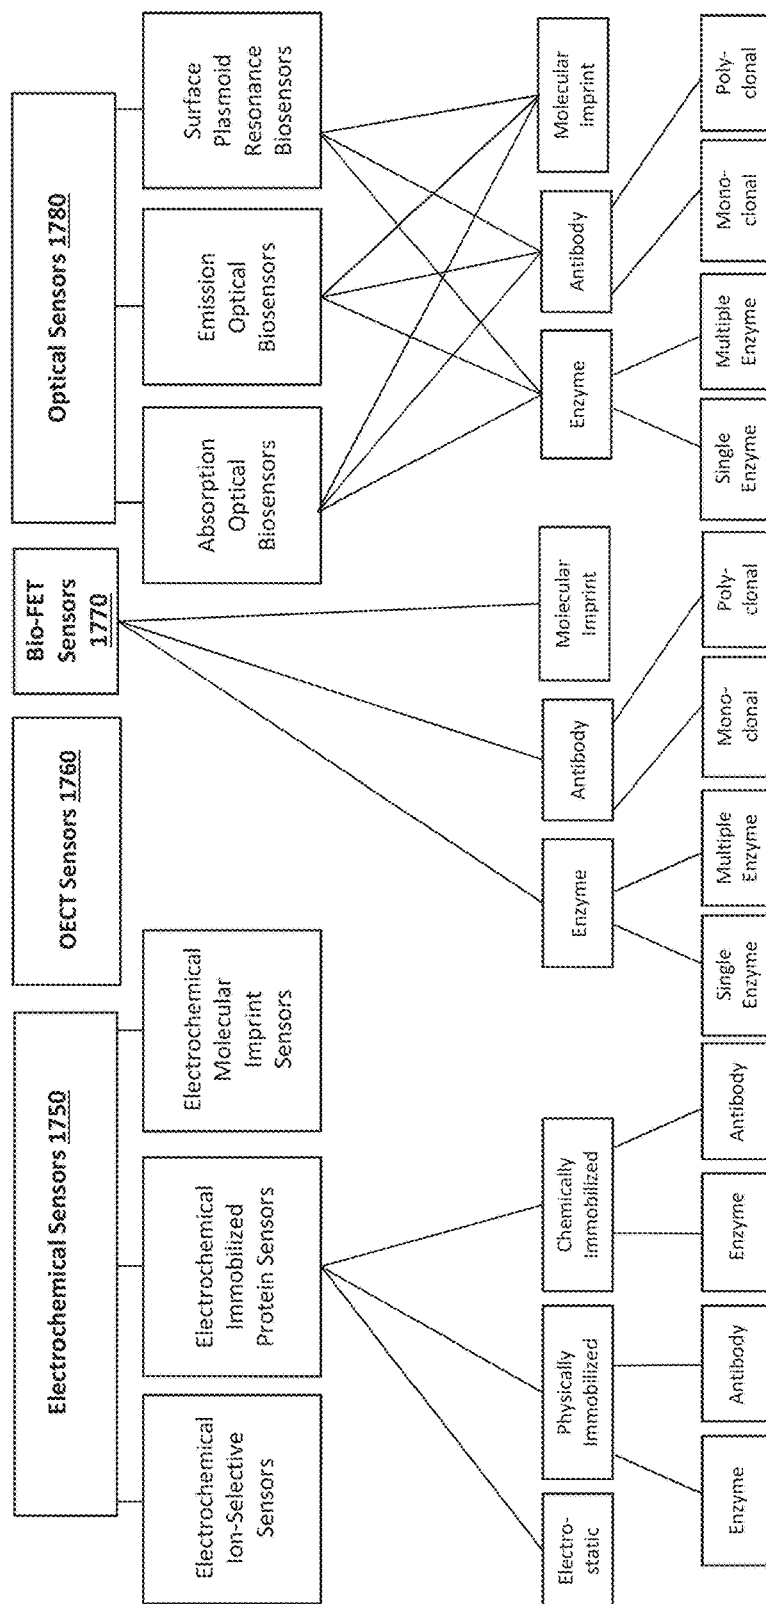 Electrochemical Sensors 1750
OECT Sensors 1760
Bio-FET
Sensors
1770
Optical Sensors 1780
Electrochemical
Ion-Selective
Sensors
Electrochemical
Immobilized
Protein Sensors
Electrochemical
Molecular
Imprint
Sensors
Absorption
Optical
Biosensors
Emission
Optical
Biosensors
Surface
Plasmoid
Resonance
Biosensors
Electro-
static
Physically
Immobilized
Chemically
Immobilized
Enzyme
Antibody
Molecular
Imprint
Enzyme
Antibody
Molecular
Imprint
Enzyme
Antibody
Enzyme
Antibody
Single
Enzyme
Multiple
Enzyme
Mono-
clonal
Poly-
clonal
Single
Enzyme
Multiple
Enzyme
Mono-
clonal
Poly-
clonal